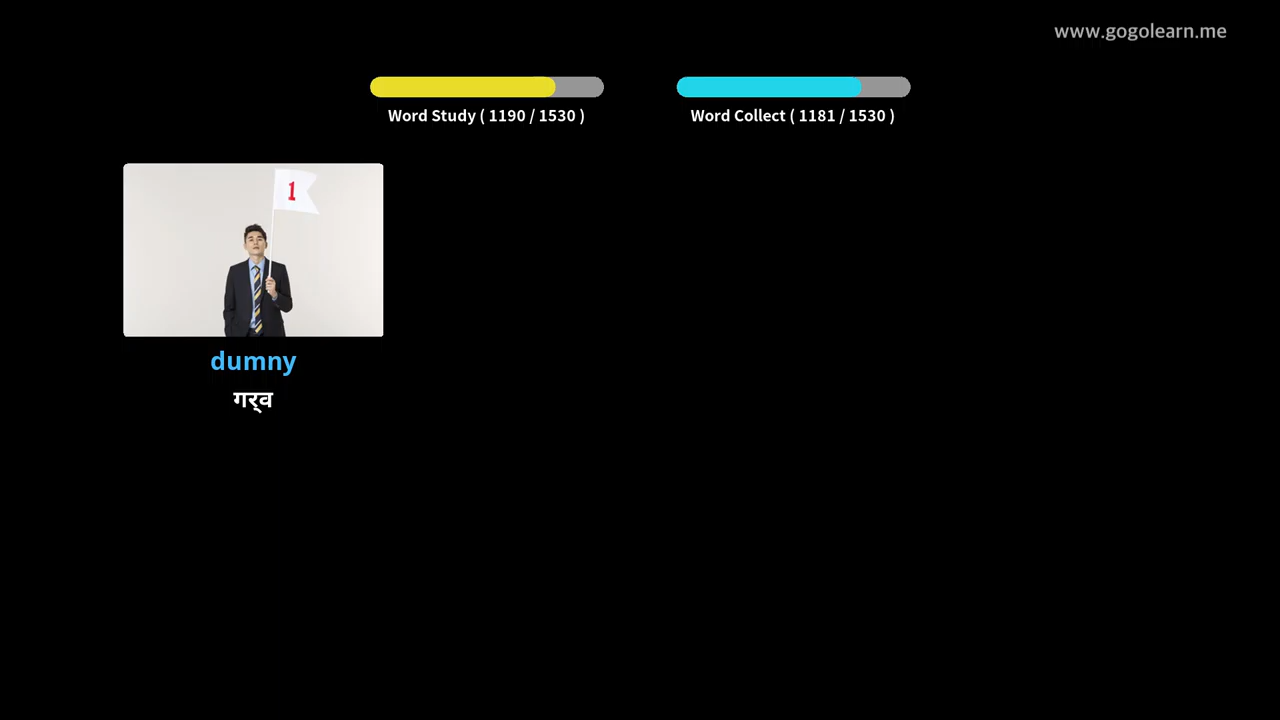 www.gogolearn.me
Word Study ( 1190 / 1530 )
Word Collect ( 1181 / 1530 )
1
dumny
गर्व